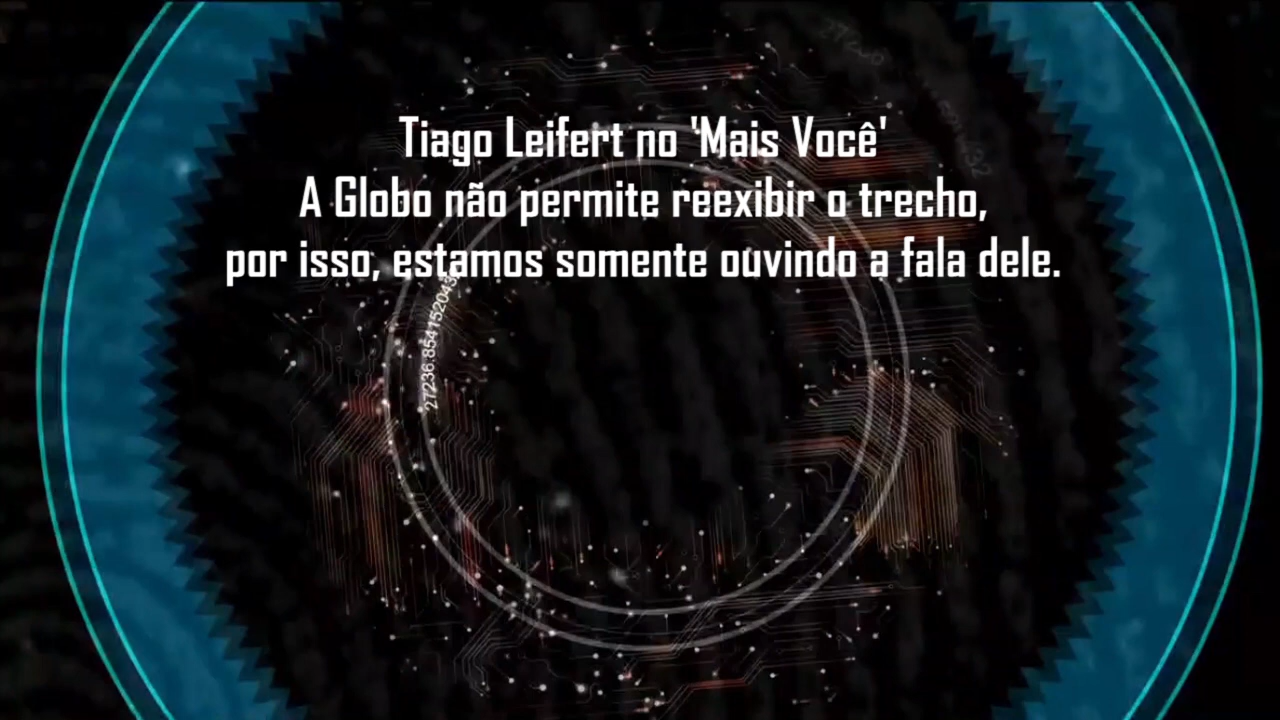 Tiago Leifert no 'Mais Você'
A Globo não permite reexibir o trecho,
por isso, estamos somente ouvindo a fala dele.